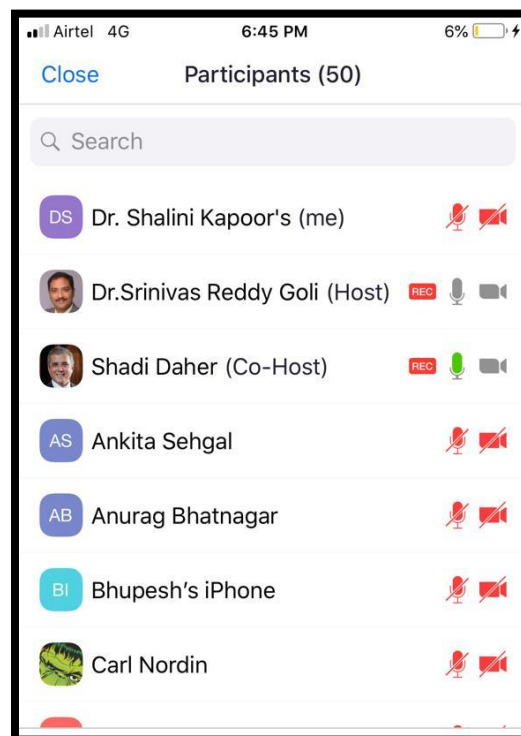 Airtel 4G 6:45 PM 6%
Close Participants (50)
Search
DS Dr. Shalini Kapoor's (me)
Dr.Srinivas Reddy Goli (Host) REC
Shadi Daher (Co-Host) REC
AS Ankita Sehgal
AB Anurag Bhatnagar
BI Bhupesh’s iPhone
Carl Nordin